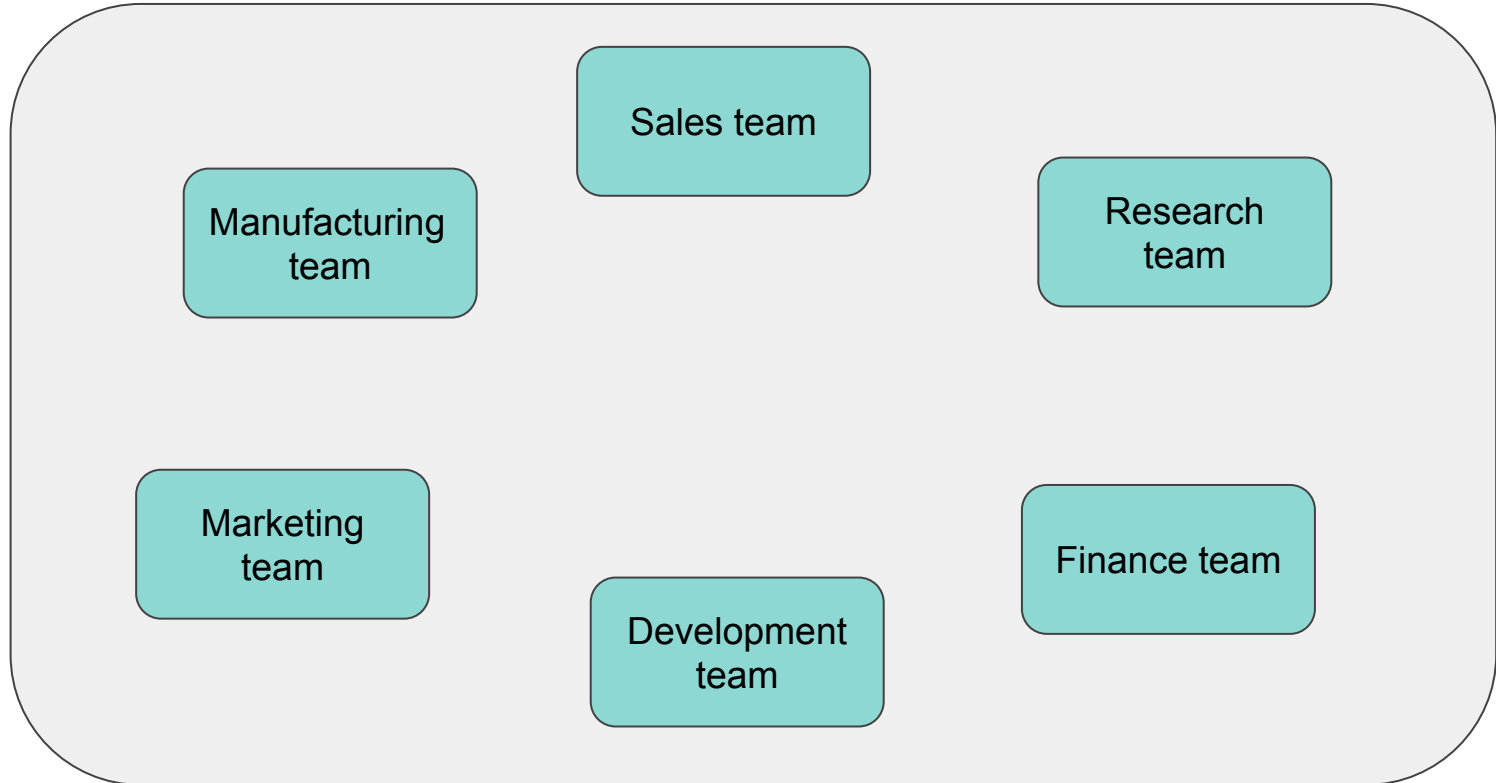 Sales team
Manufacturing
team
Research
team
Marketing
team
Finance team
Development
team